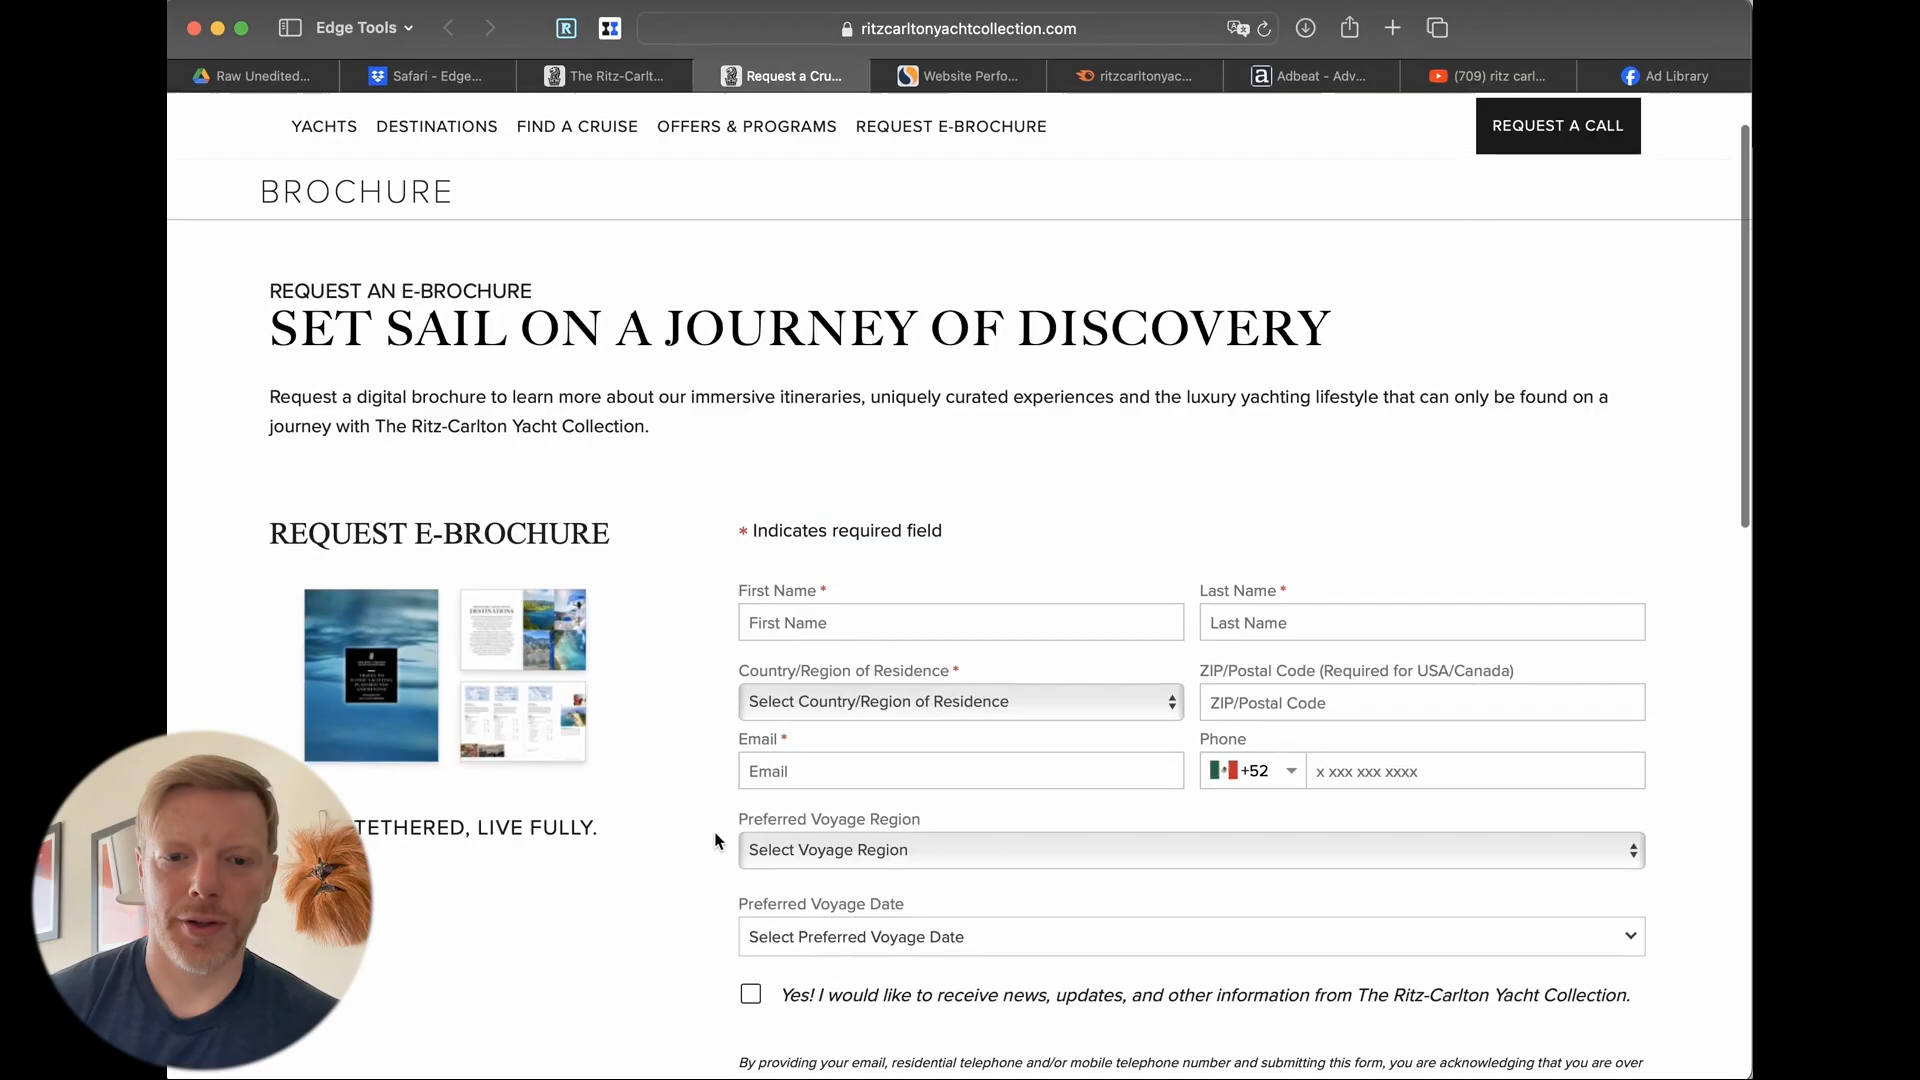 Edge Tools
ritzcarltonyachtcollection.com
Raw Unedited...
Safari - Edge...
The Ritz-Carlt...
Request a Cru...
Website Perfo...
ritzcarltonyac...
Adbeat - Adv...
(709) ritz carl...
Ad Library
YACHTS DESTINATIONS FIND A CRUISE OFFERS & PROGRAMS REQUEST E-BROCHURE
REQUEST A CALL
BROCHURE
REQUEST AN E-BROCHURE
SET SAIL ON A JOURNEY OF DISCOVERY
Request a digital brochure to learn more about our immersive itineraries, uniquely curated experiences and the luxury yachting lifestyle that can only be found on a
journey with The Ritz-Carlton Yacht Collection.
REQUEST E-BROCHURE
DESTINATIONS
TETHERED, LIVE FULLY.
* Indicates required field
First Name * Last Name *
First Name Last Name
Country/Region of Residence * ZIP/Postal Code (Required for USA/Canada)
Select Country/Region of Residence ZIP/Postal Code
Email * Phone
Email +52 x xxx xxx xxxx
Preferred Voyage Region
Select Voyage Region
Preferred Voyage Date
Select Preferred Voyage Date
Yes! I would like to receive news, updates, and other information from The Ritz-Carlton Yacht Collection.
By providing your email, residential telephone and/or mobile telephone number and submitting this form, you are acknowledging that you are over